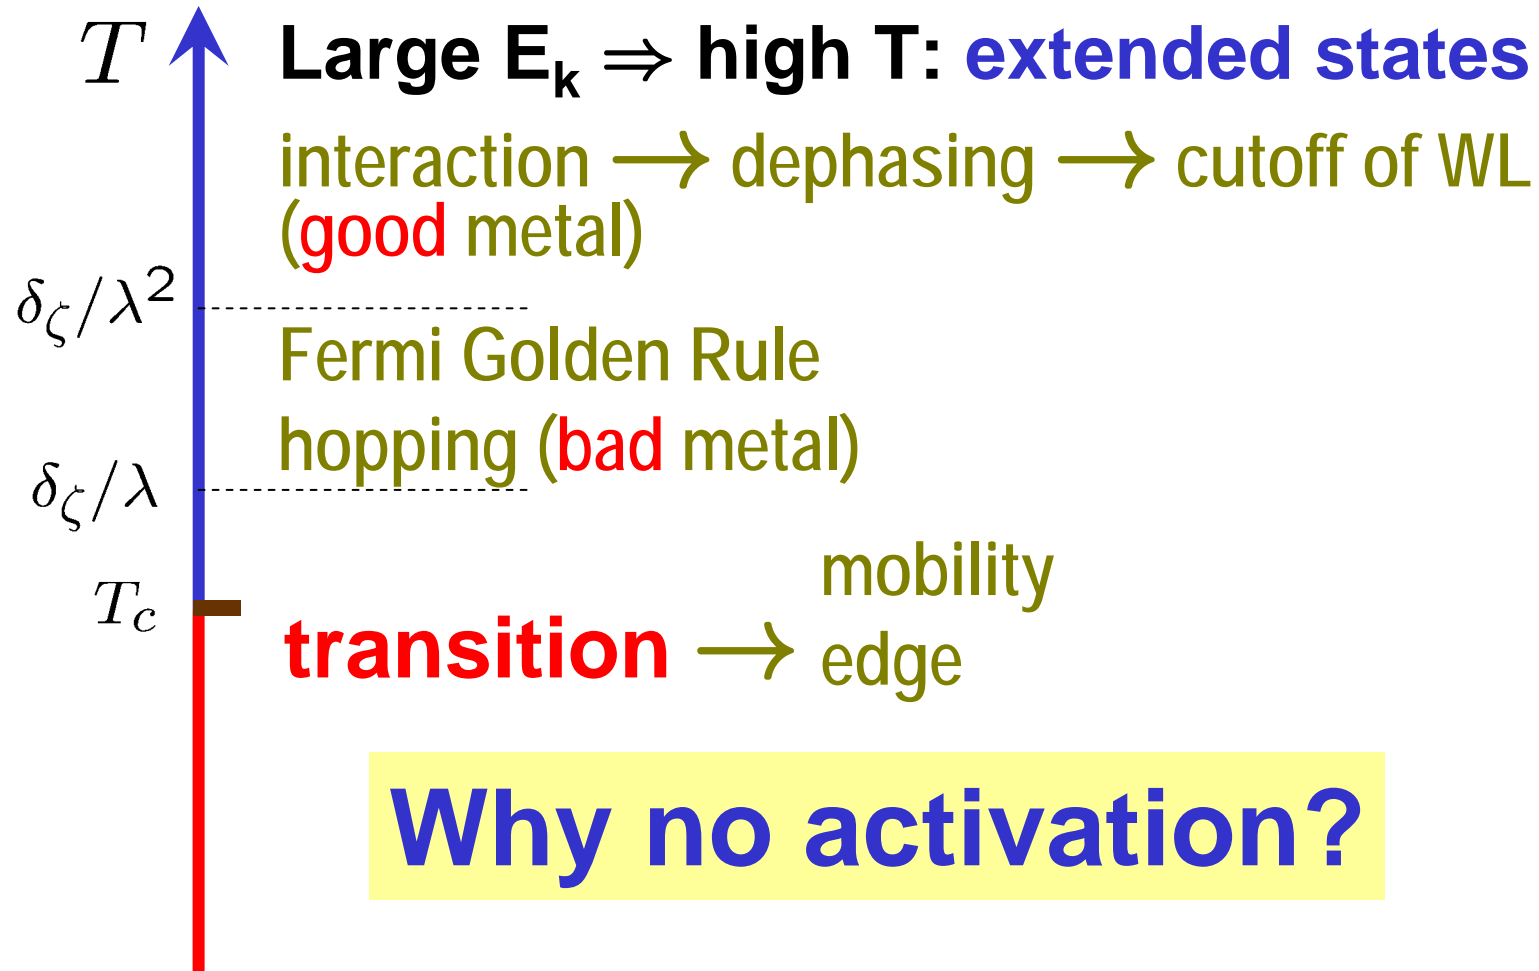 T
Large Eₖ ⇒ high T: extended states
interaction → dephasing → cutoff of WL
(good metal)
δ_ζ/λ²
Fermi Golden Rule
hopping (bad metal)
δ_ζ/λ
T_c
transition → mobility
edge
Why no activation?